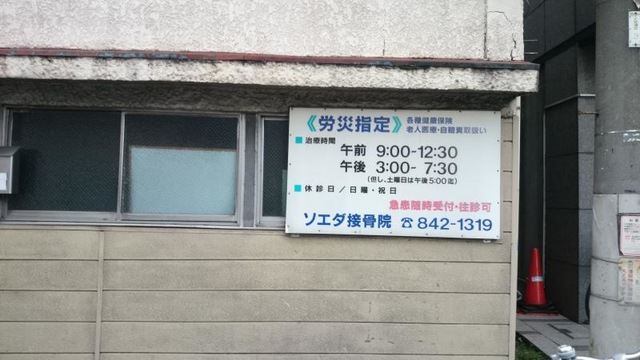 《労災指定》
各種健康保険
老人医療・自賠責取扱い
■治療時間
午前 9:00-12:30
午後 3:00- 7:30
(但し、土曜日は午後5:00迄)
■休診日／日曜・祝日
急患随時受付・往診可
ソエダ接骨院 ☎842-1319